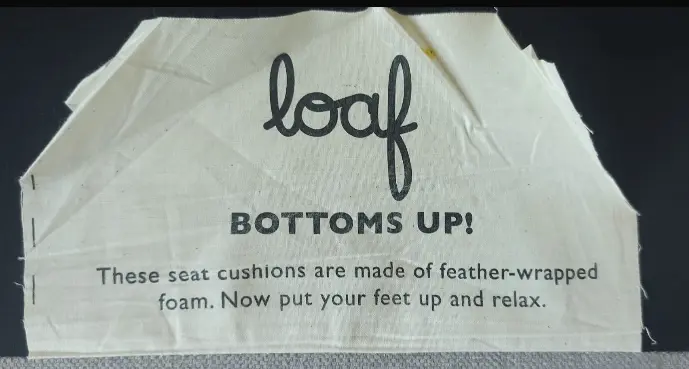 loaf
BOTTOMS UP!
These seat cushions are made of feather-wrapped
foam. Now put your feet up and relax.